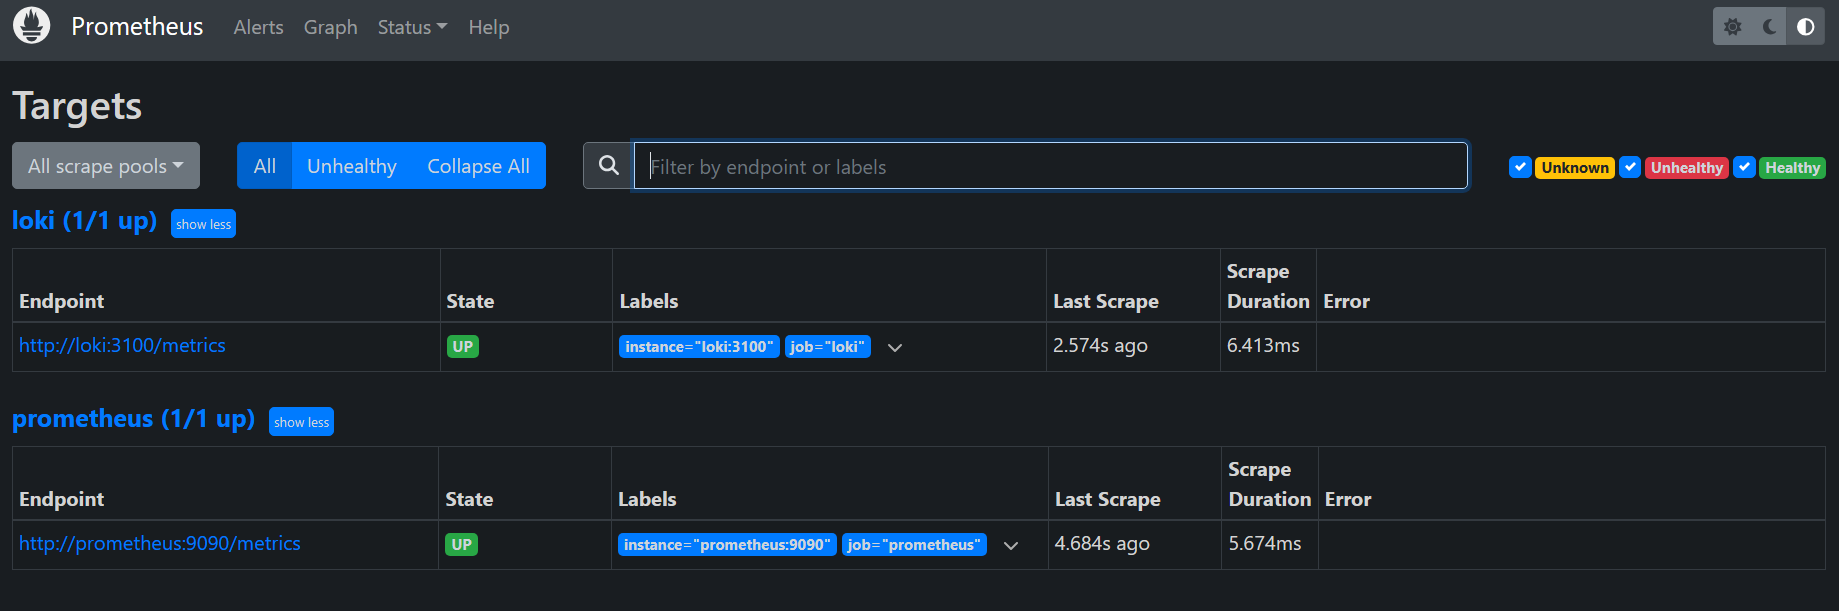 Prometheus Alerts Graph Status Help
Targets
All scrape pools All Unhealthy Collapse All Filter by endpoint or labels Unknown Unhealthy Healthy
loki (1/1 up) show less
Endpoint State Labels Last Scrape Scrape Duration Error
http://loki:3100/metrics UP instance="loki:3100" job="loki" 2.574s ago 6.413ms
prometheus (1/1 up) show less
Endpoint State Labels Last Scrape Scrape Duration Error
http://prometheus:9090/metrics UP instance="prometheus:9090" job="prometheus" 4.684s ago 5.674ms